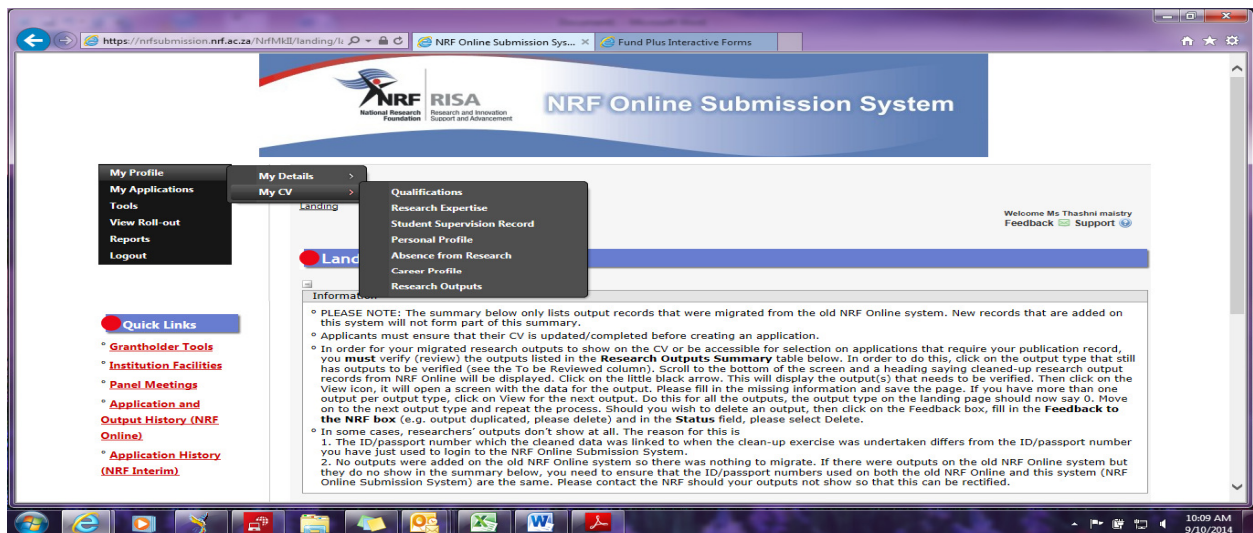 https://nrfsubmission.nrf.ac.za/NrfMkII/landing/l
NRF Online Submission Sys...
Fund Plus Interactive Forms
NRF
National Research
Foundation
RISA
Research and Innovation
Support and Advancement
NRF Online Submission System
My Profile
My Applications
Tools
View Roll-out
Reports
Logout
My Details >
My CV >
Qualifications
Research Expertise
Student Supervision Record
Personal Profile
Absence from Research
Career Profile
Research Outputs
Landing
Welcome Ms Thashni maistry
Feedback Support
Land
Quick Links
° Grantholder Tools
° Institution Facilities
° Panel Meetings
° Application and
Output History (NRF
Online)
° Application History
(NRF Interim)
Information
° PLEASE NOTE: The summary below only lists output records that were migrated from the old NRF Online system. New records that are added on
this system will not form part of this summary.
° Applicants must ensure that their CV is updated/completed before creating an application.
° In order for your migrated research outputs to show on the CV or be accessible for selection on applications that require your publication record,
you must verify (review) the outputs listed in the Research Outputs Summary table below. In order to do this, click on the output type that still
has outputs to be verified (see the To be Reviewed column). Scroll to the bottom of the screen and a heading saying cleaned-up research output
records from NRF Online will be displayed. Click on the little black arrow. This will display the output(s) that needs to be verified. Then click on the
View icon, it will open a screen with the data for the output. Please fill in the missing information and save the page. If you have more than one
output per output type, click on View for the next output. Do this for all the outputs, the output type on the landing page should now say 0. Move
on to the next output type and repeat the process. Should you wish to delete an output, then click on the Feedback box, fill in the Feedback to
the NRF box (e.g. output duplicated, please delete) and in the Status field, please select Delete.
° In some cases, researchers' outputs don't show at all. The reason for this is
1. The ID/passport number which the cleaned data was linked to when the clean-up exercise was undertaken differs from the ID/passport number
you have just used to login to the NRF Online Submission System.
2. No outputs were added on the old NRF Online system so there was nothing to migrate. If there were outputs on the old NRF Online system but
they do no show in the summary below, you need to ensure that the ID/passport numbers used on both the old NRF Online and this system (NRF
Online Submission System) are the same. Please contact the NRF should your outputs not show so that this can be rectified.
10:09 AM
9/10/2014